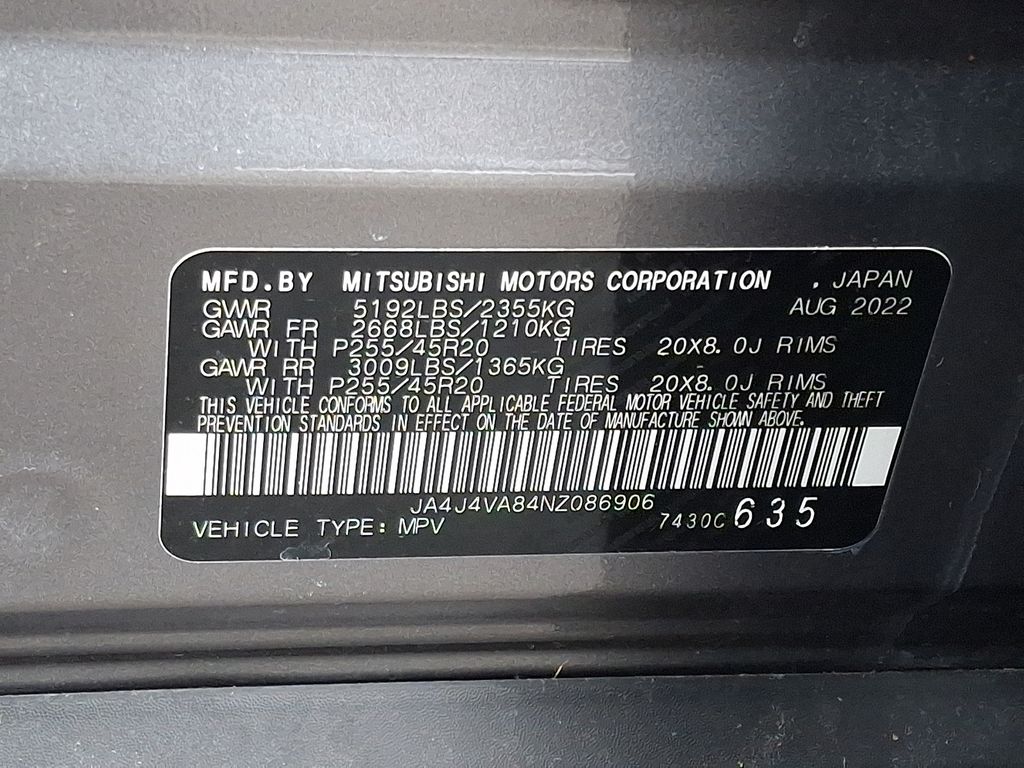 MFD.BY MITSUBISHI MOTORS CORPORATION . JAPAN
GVWR 5192LBS/2355KG AUG 2022
GAWR FR 2668LBS/1210KG
WITH P255/45R20 TIRES 20X8.0J RIMS
GAWR RR 3009LBS/1365KG
WITH P255/45R20 TIRES 20X8.0J RIMS
THIS VEHICLE CONFORMS TO ALL APPLICABLE FEDERAL MOTOR VEHICLE SAFETY AND THEFT
PREVENTION STANDARDS IN EFFECT ON THE DATE OF MANUFACTURE SHOWN ABOVE.
JA4J4VA84NZ086906
VEHICLE TYPE: MPV 7430C 635